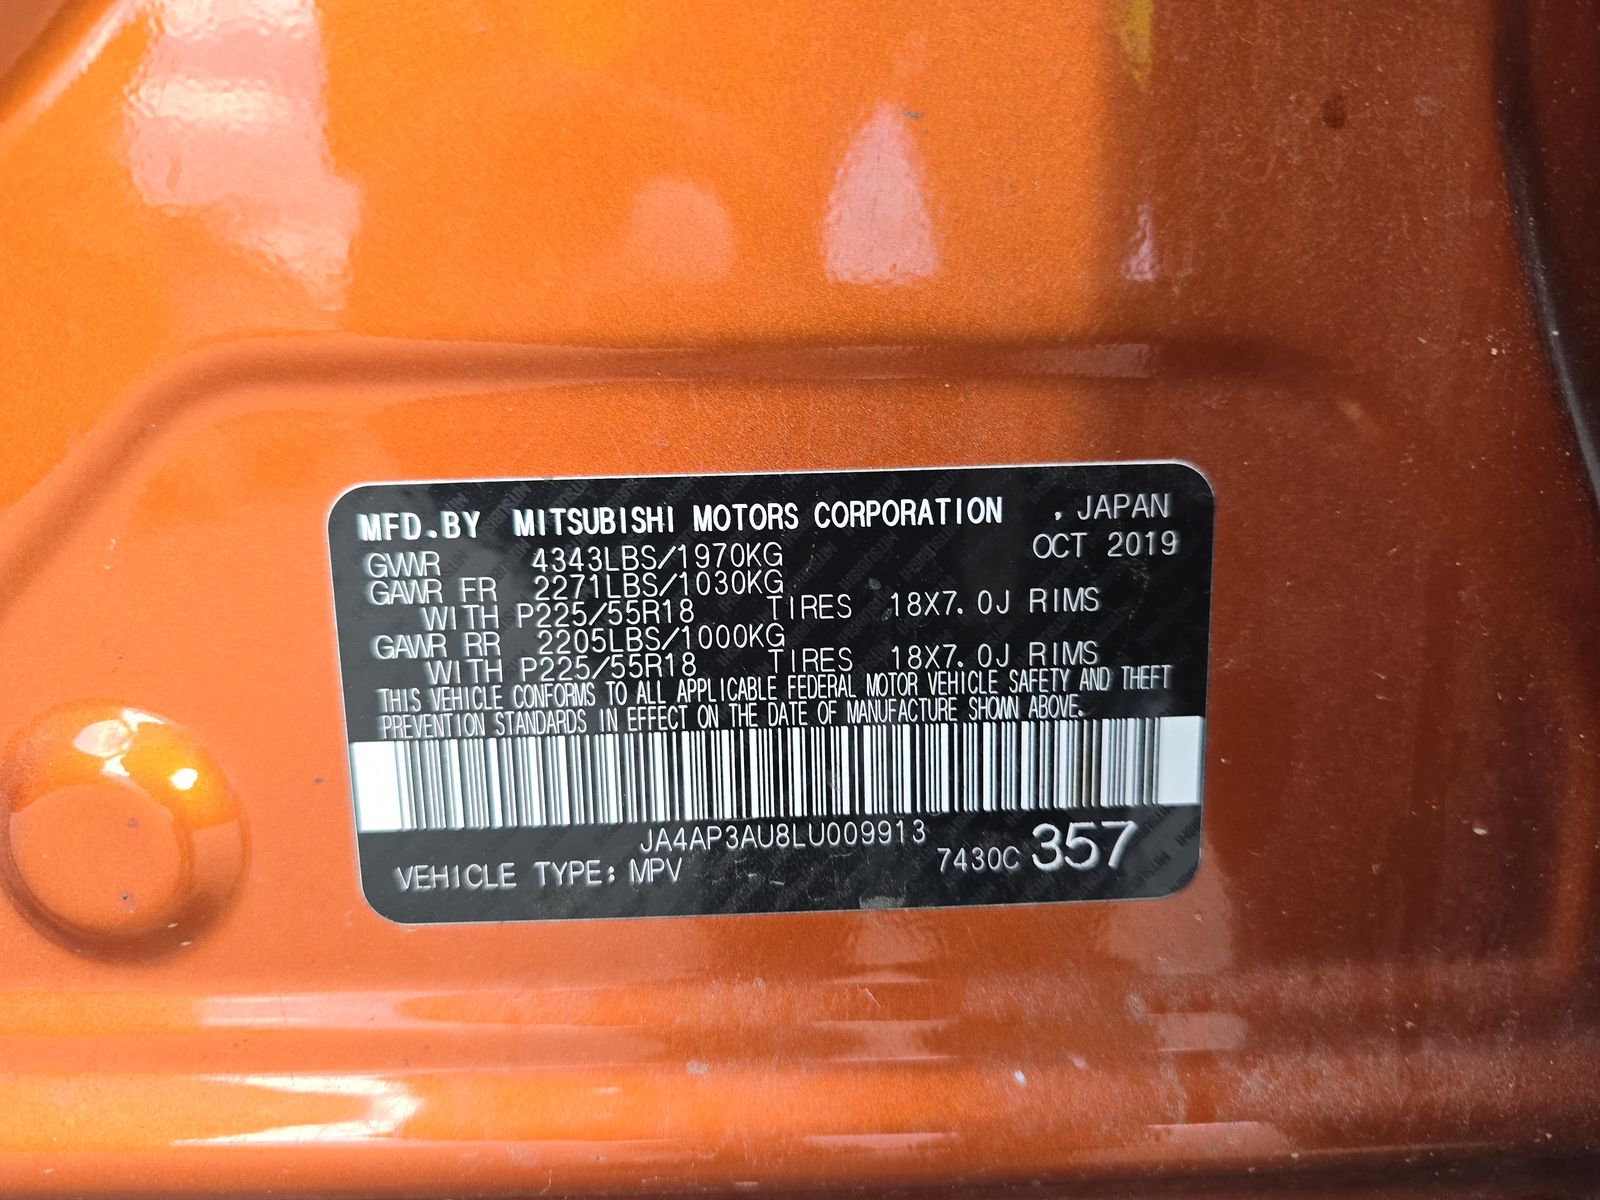 MFD.BY MITSUBISHI MOTORS CORPORATION , JAPAN
OCT 2019
GVWR 4343LBS/1970KG
GAWR FR 2271LBS/1030KG
WITH P225/55R18 TIRES 18X7.0J RIMS
GAWR RR 2205LBS/1000KG
WITH P225/55R18 TIRES 18X7.0J RIMS
THIS VEHICLE CONFORMS TO ALL APPLICABLE FEDERAL MOTOR VEHICLE SAFETY AND THEFT
PREVENTION STANDARDS IN EFFECT ON THE DATE OF MANUFACTURE SHOWN ABOVE.
JA4AP3AU8LU009913
VEHICLE TYPE: MPV 7430C 357